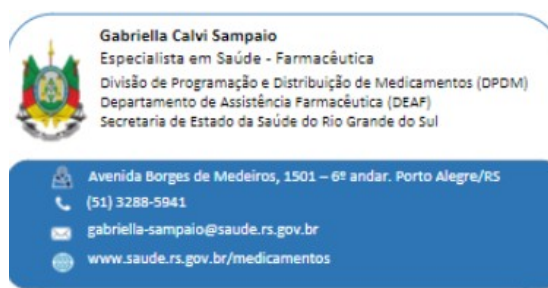 Gabriella Calvi Sampaio
Especialista em Saúde - Farmacêutica
Divisão de Programação e Distribuição de Medicamentos (DPDM)
Departamento de Assistência Farmacêutica (DEAF)
Secretaria de Estado da Saúde do Rio Grande do Sul
Avenida Borges de Medeiros, 1501 – 6º andar. Porto Alegre/RS
(51) 3288-5941
gabriella-sampaio@saude.rs.gov.br
www.saude.rs.gov.br/medicamentos